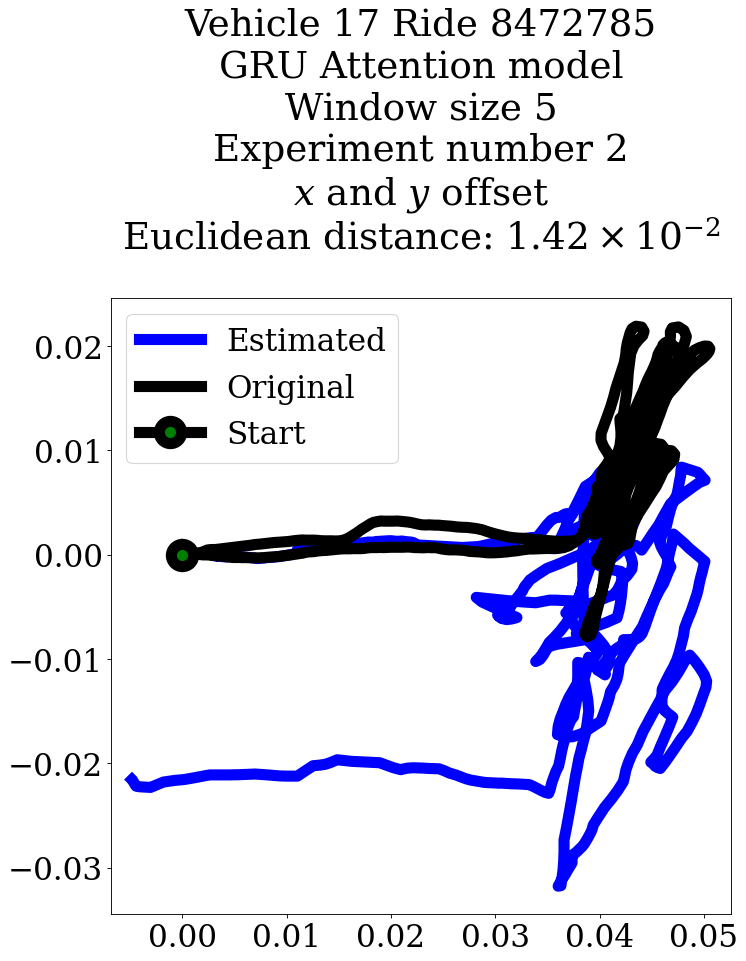 Vehicle 17 Ride 8472785
GRU Attention model
Window size 5
Experiment number 2
x and y offset
Euclidean distance: 1.42 × 10⁻²
Estimated
Original
Start
0.02
0.01
0.00
−0.01
−0.02
−0.03
0.00 0.01 0.02 0.03 0.04 0.05